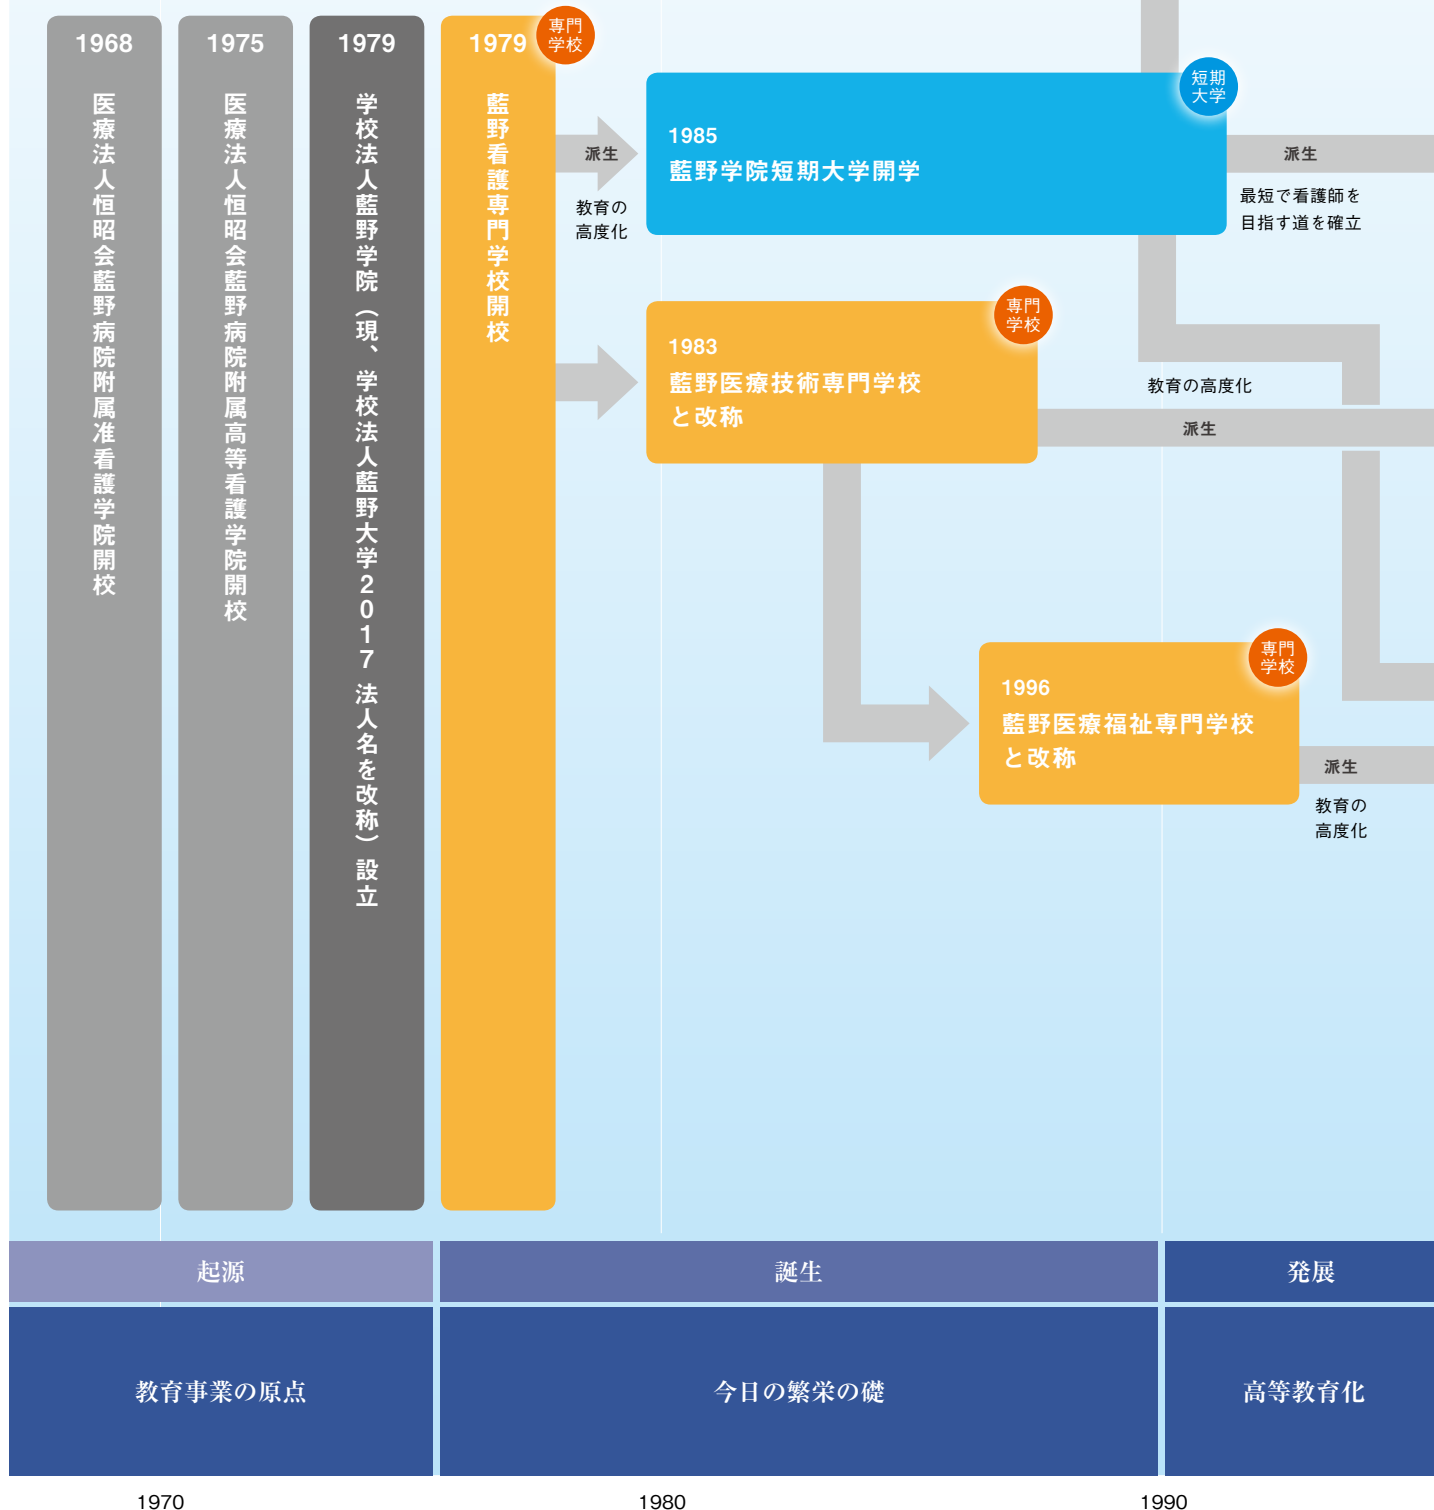 1968
医療法人恒昭会藍野病院附属准看護学院開校
1975
医療法人恒昭会藍野病院附属高等看護学院開校
1979
学校法人藍野学院（現、学校法人藍野大学2017 法人名を改称）設立
1979
専門
学校
藍野看護専門学校開校
派生
教育の
高度化
短期
大学
1985
藍野学院短期大学開学
派生
最短で看護師を
目指す道を確立
専門
学校
1983
藍野医療技術専門学校
と改称
教育の高度化
派生
専門
学校
1996
藍野医療福祉専門学校
と改称
派生
教育の
高度化
起源
誕生
発展
教育事業の原点
今日の繁栄の礎
高等教育化
1970
1980
1990